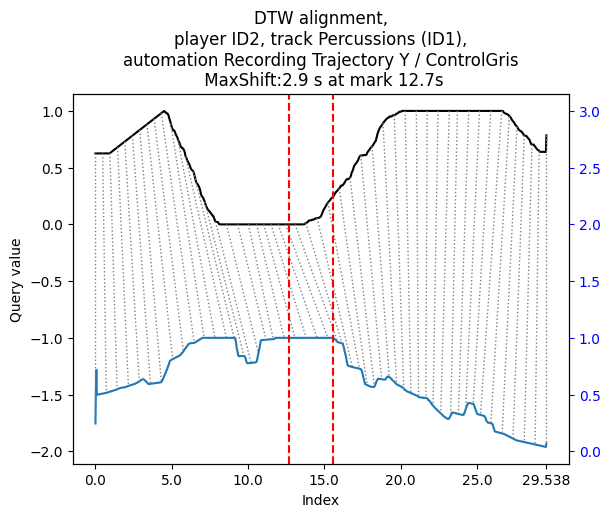 DTW alignment,
player ID2, track Percussions (ID1),
automation Recording Trajectory Y / ControlGris
MaxShift:2.9 s at mark 12.7s
1.0
0.5
0.0
−0.5
−1.0
−1.5
−2.0
Query value
3.0
2.5
2.0
1.5
1.0
0.5
0.0
0.0 5.0 10.0 15.0 20.0 25.0 29.538
Index